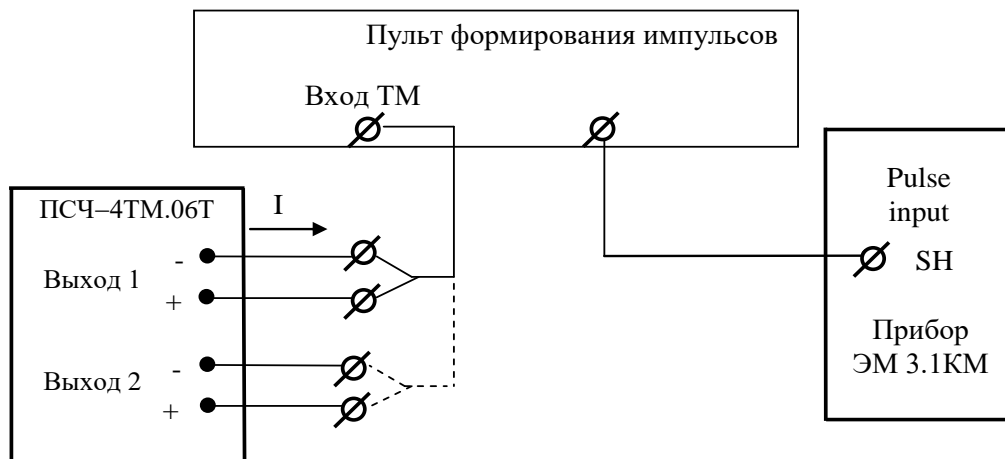 Пульт формирования импульсов
Вход ТМ
ПСЧ–4ТМ.06Т
I
-
Выход 1
+
-
Выход 2
+
Pulse
input
SH
Прибор
ЭМ 3.1КМ